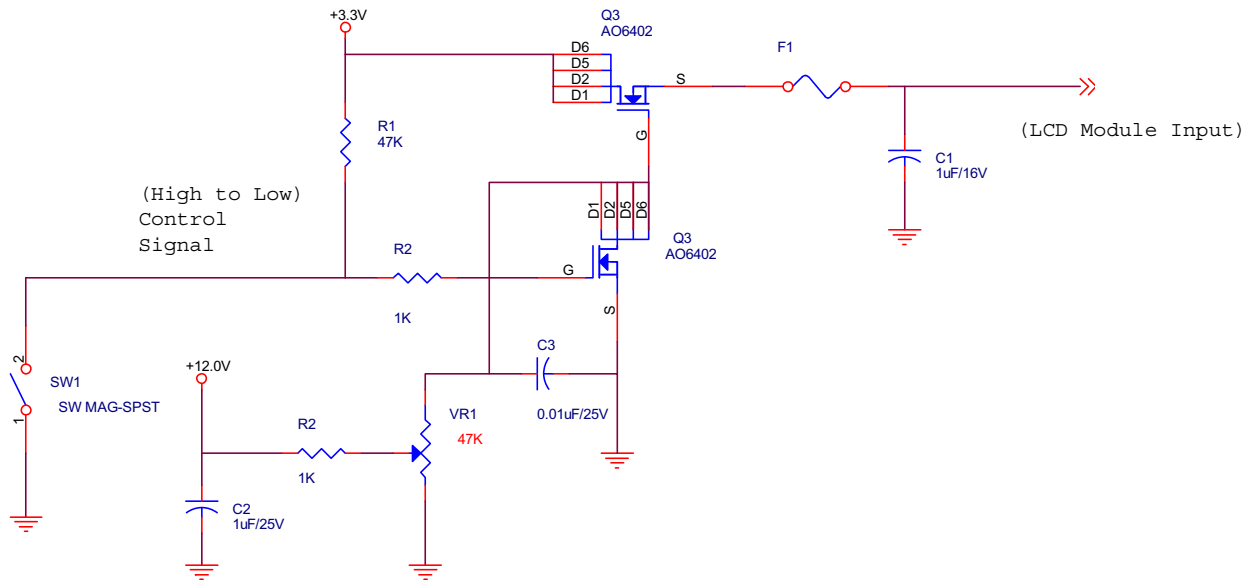 +3.3V
Q3
AO6402
D6
D5
D2
D1
S
G
F1
(LCD Module Input)
R1
47K
C1
1uF/16V
(High to Low)
Control
Signal
D1
D2
D5
D6
Q3
AO6402
R2
1K
G
S
2
1
SW1
SW MAG-SPST
+12.0V
C3
0.01uF/25V
VR1
47K
R2
1K
C2
1uF/25V